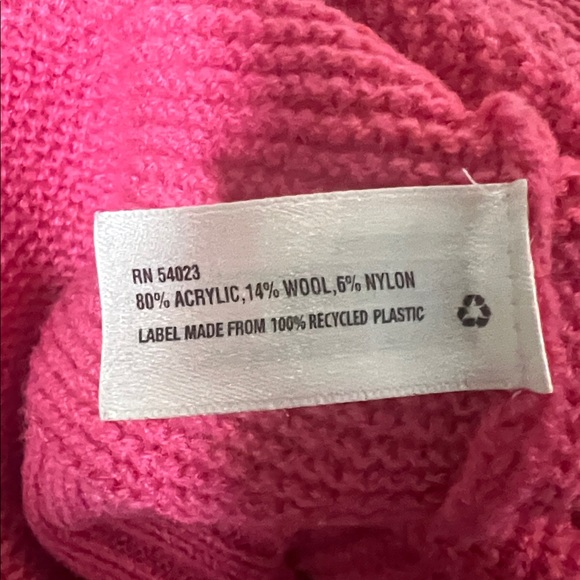 RN 54023
80% ACRYLIC,14% WOOL,6% NYLON
LABEL MADE FROM 100% RECYCLED PLASTIC